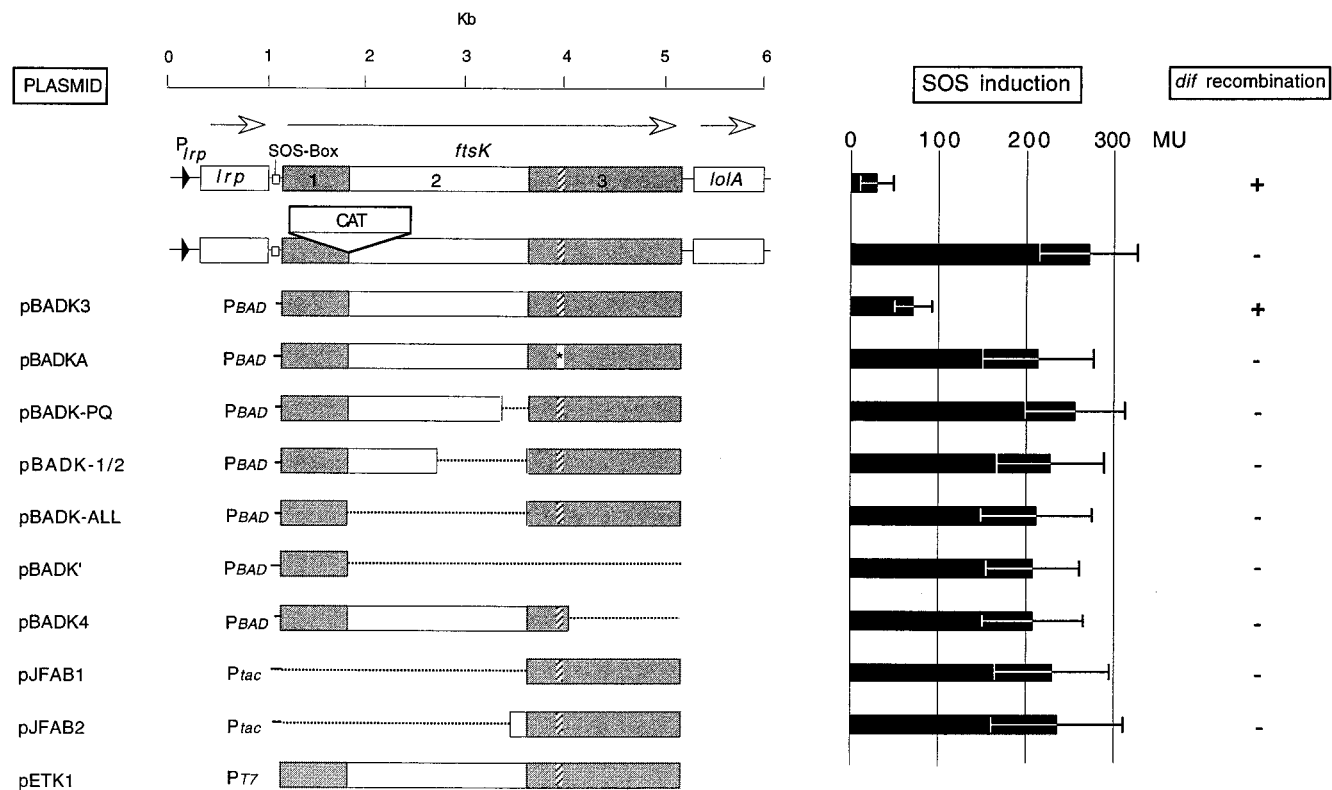 Kb
0 1 2 3 4 5 6
PLASMID
SOS induction
dif recombination
0 100 200 300 MU
Plrp
SOS-Box
ftsK
lrp 1 2 3 lolA
+
CAT
-
pBADK3 PBAD +
pBADKA PBAD * -
pBADK-PQ PBAD -
pBADK-1/2 PBAD -
pBADK-ALL PBAD -
pBADK' PBAD -
pBADK4 PBAD -
pJFAB1 Ptac -
pJFAB2 Ptac -
pETK1 PT7